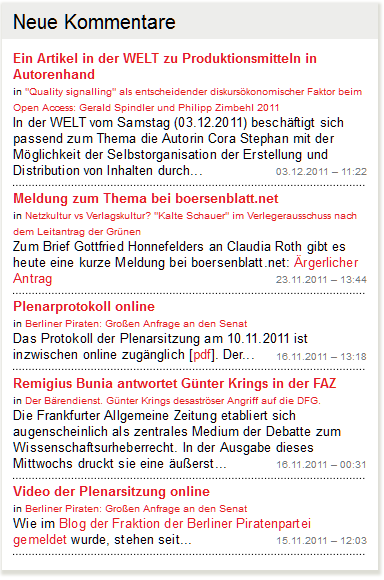 Neue Kommentare
Ein Artikel in der WELT zu Produktionsmitteln in
Autorenhand
in "Quality signalling" als entscheidender diskursökonomischer Faktor beim
Open Access: Gerald Spindler und Philipp Zimbehl 2011
In der WELT vom Samstag (03.12.2011) beschäftigt sich
passend zum Thema die Autorin Cora Stephan mit der
Möglichkeit der Selbstorganisation der Erstellung und
Distribution von Inhalten durch... 03.12.2011 – 11:22
Meldung zum Thema bei boersenblatt.net
in Netzkultur vs Verlagskultur? "Kalte Schauer" im Verlegerausschuss nach
dem Leitantrag der Grünen
Zum Brief Gottfried Honnefelders an Claudia Roth gibt es
heute eine kurze Meldung bei boersenblatt.net: Ärgerlicher
Antrag 23.11.2011 – 13:44
Plenarprotokoll online
in Berliner Piraten: Großen Anfrage an den Senat
Das Protokoll der Plenarsitzung am 10.11.2011 ist
inzwischen online zugänglich [pdf]. Der... 16.11.2011 – 13:18
Remigius Bunia antwortet Günter Krings in der FAZ
in Der Bärendienst. Günter Krings desaströser Angriff auf die DFG.
Die Frankfurter Allgemeine Zeitung etabliert sich
augenscheinlich als zentrales Medium der Debatte zum
Wissenschaftsurheberrecht. In der Ausgabe dieses
Mittwochs druckt sie eine äußerst... 16.11.2011 – 00:31
Video der Plenarsitzung online
in Berliner Piraten: Großen Anfrage an den Senat
Wie im Blog der Fraktion der Berliner Piratenpartei
gemeldet wurde, stehen seit... 15.11.2011 – 12:03